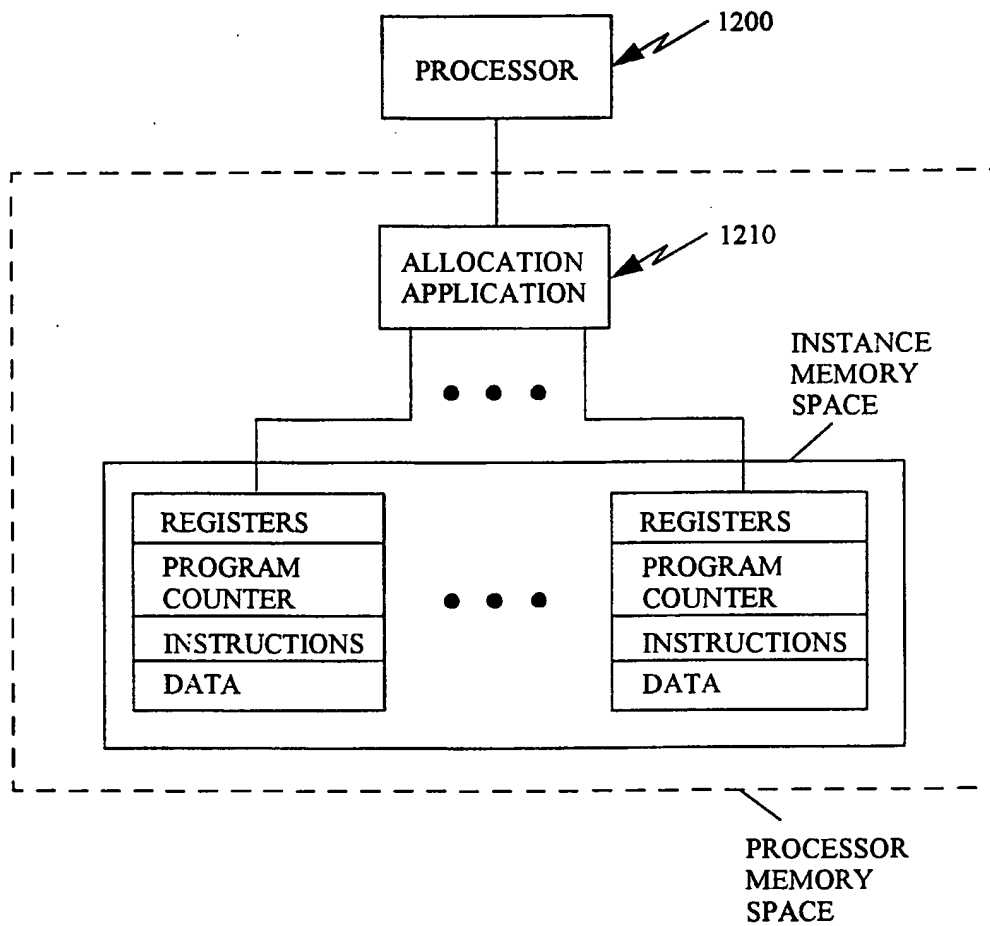 1200
PROCESSOR
1210
ALLOCATION
APPLICATION
INSTANCE
MEMORY
SPACE
REGISTERS
PROGRAM
COUNTER
INSTRUCTIONS
DATA
REGISTERS
PROGRAM
COUNTER
INSTRUCTIONS
DATA
PROCESSOR
MEMORY
SPACE